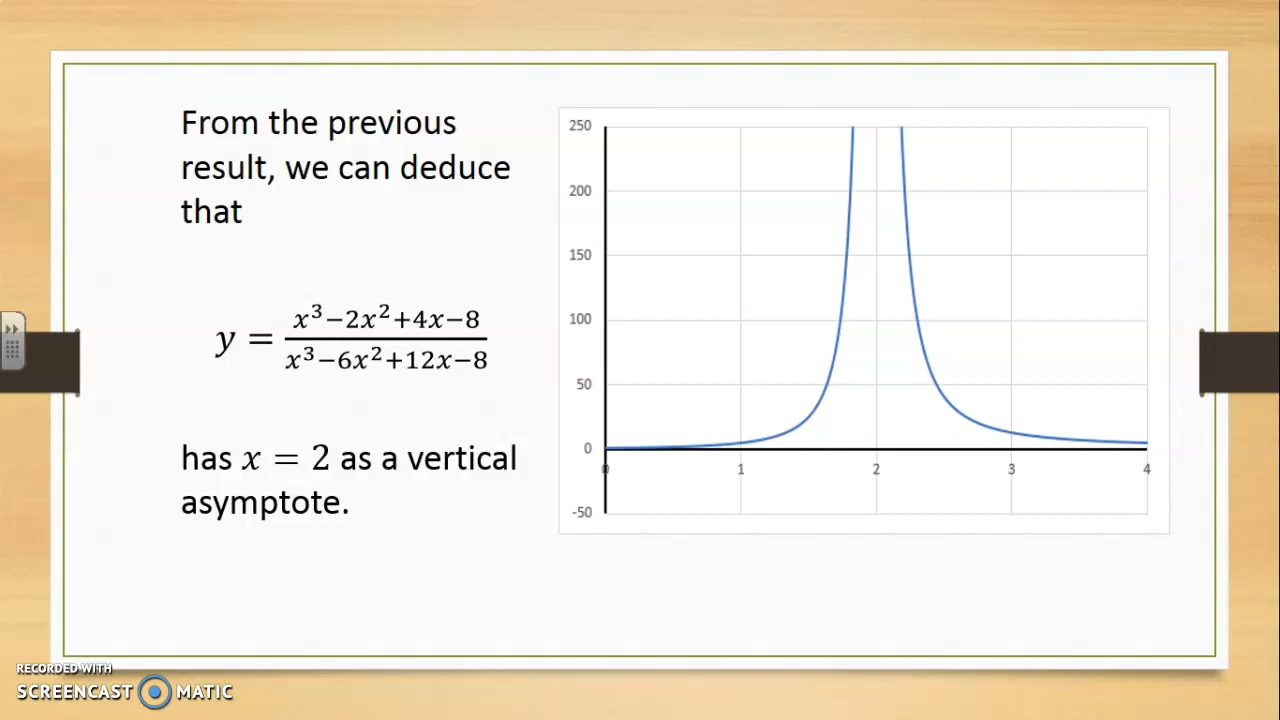 From the previous
result, we can deduce
that
y = x³−2x²+4x−8 / x³−6x²+12x−8
has x = 2 as a vertical
asymptote.
250
200
150
100
50
0
-50
0 1 2 3 4
RECORDED WITH
SCREENCAST MATIC